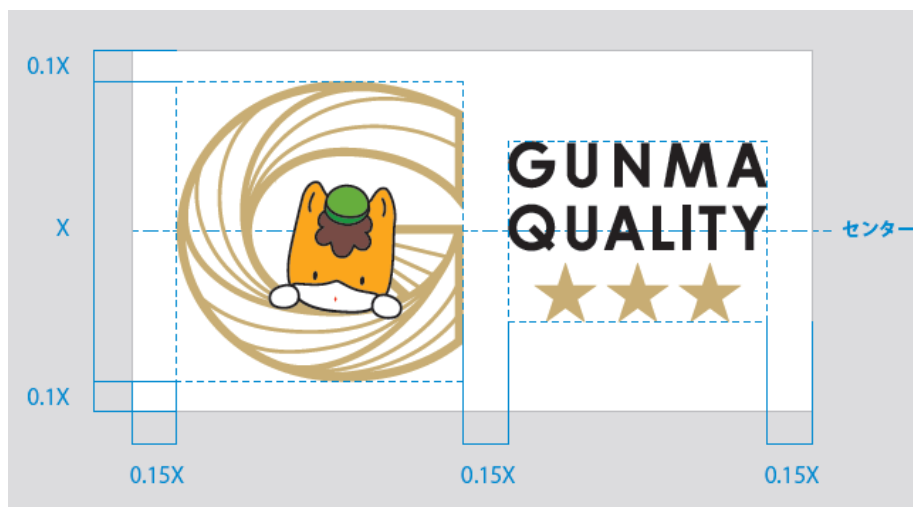 0.1X
GUNMA
QUALITY
X
センター
0.1X
0.15X
0.15X
0.15X